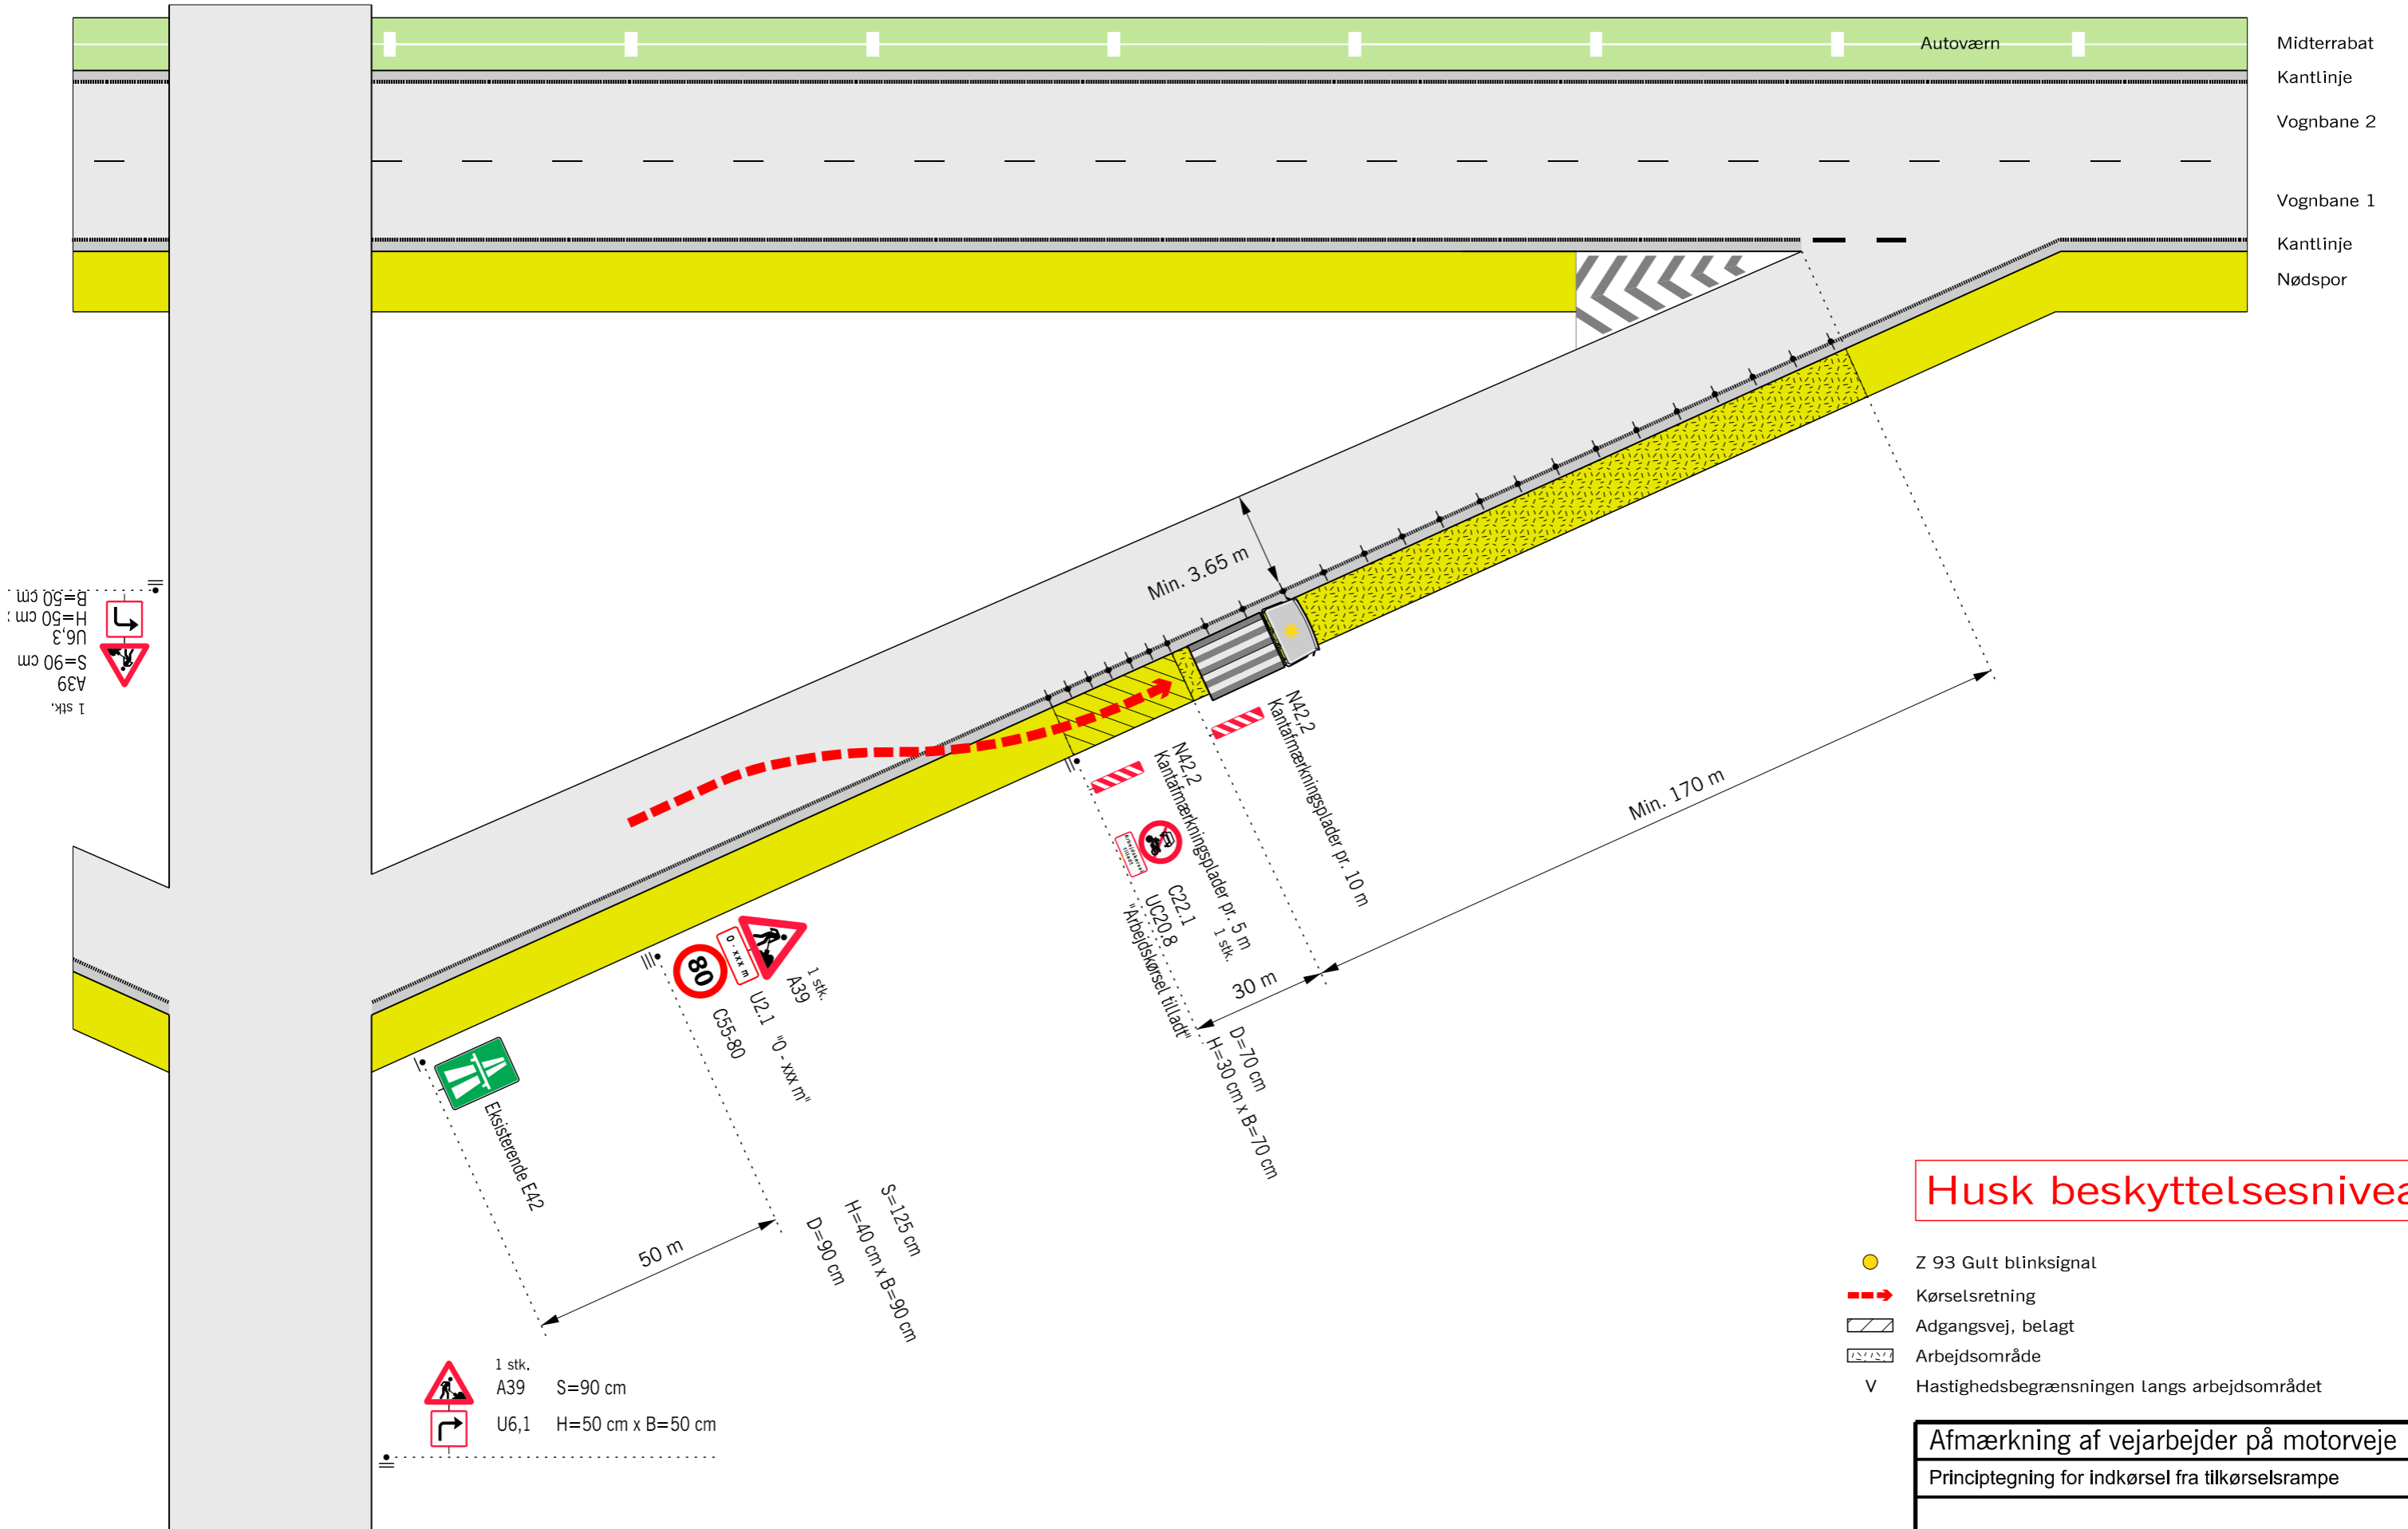 Autoværn
Midterrabat
Kantlinje
Vognbane 2
Vognbane 1
Kantlinje
Nødspor
Min. 3.65 m
1 stk.
A39
S=90 cm
U6,3
H=50 cm
B=50 cm
N42,2
Kantafmærkningsplader pr. 10 m
N42,2
Kantafmærkningsplader pr. 5 m
1 stk.
C22.1
UC20.8
"Arbejdskørsel tilladt"
Arbejdskørsel
tilladt
D=70 cm
H=30 cm x B=70 cm
30 m
Min. 170 m
80
0 - xxx m
1 stk.
A39
U2.1 "0 - xxx m"
C55-80
S=125 cm
H=40 cm x B=90 cm
D=90 cm
Eksisterende E42
50 m
1 stk.
A39 S=90 cm
U6,1 H=50 cm x B=50 cm
Husk beskyttelsesnivea
Z 93 Gult blinksignal
Kørselsretning
Adgangsvej, belagt
Arbejdsområde
V Hastighedsbegrænsningen langs arbejdsområdet
Afmærkning af vejarbejder på motorveje
Principtegning for indkørsel fra tilkørselsrampe